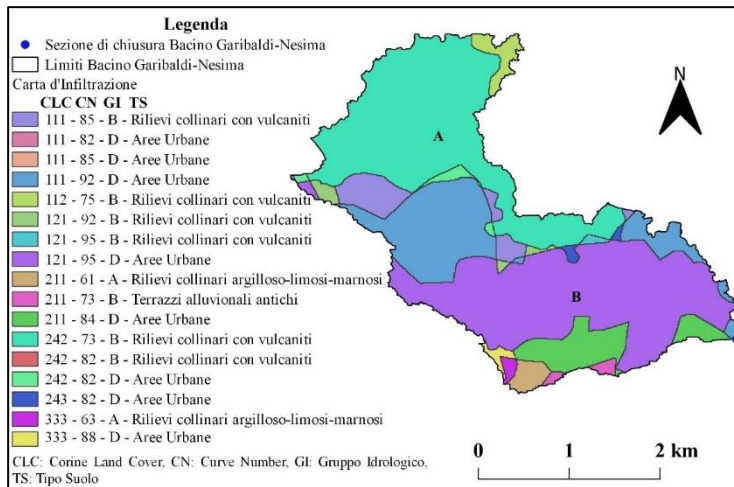 Legenda
Sezione di chiusura Bacino Garibaldi-Nesima
Limiti Bacino Garibaldi-Nesima
Carta d'Infiltrazione
CLC CN GI TS
111 - 85 - B - Rilievi collinari con vulcaniti
111 - 82 - D - Aree Urbane
111 - 85 - D - Aree Urbane
111 - 92 - D - Aree Urbane
112 - 75 - B - Rilievi collinari con vulcaniti
121 - 92 - B - Rilievi collinari con vulcaniti
121 - 95 - B - Rilievi collinari con vulcaniti
121 - 95 - D - Aree Urbane
211 - 61 - A - Rilievi collinari argilloso-limosi-marnosi
211 - 73 - B - Terrazzi alluvionali antichi
211 - 84 - D - Aree Urbane
242 - 73 - B - Rilievi collinari con vulcaniti
242 - 82 - B - Rilievi collinari con vulcaniti
242 - 82 - D - Aree Urbane
243 - 82 - D - Aree Urbane
333 - 63 - A - Rilievi collinari argilloso-limosi-marnosi
333 - 88 - D - Aree Urbane
CLC: Corine Land Cover, CN: Curve Number, GI: Gruppo Idrologico,
TS: Tipo Suolo
A
B
N
0 1 2 km